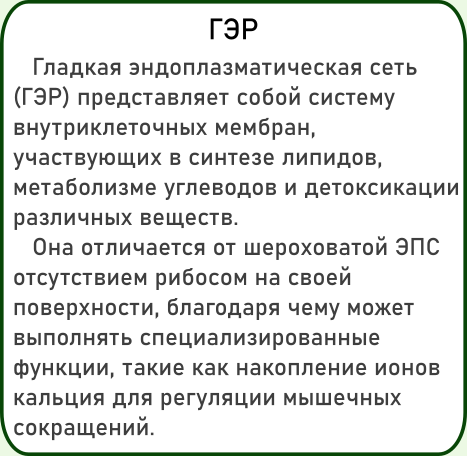 ГЭР
Гладкая эндоплазматическая сеть
(ГЭР) представляет собой систему
внутриклеточных мембран,
участвующих в синтезе липидов,
метаболизме углеводов и детоксикации
различных веществ.
Она отличается от шероховатой ЭПС
отсутствием рибосом на своей
поверхности, благодаря чему может
выполнять специализированные
функции, такие как накопление ионов
кальция для регуляции мышечных
сокращений.